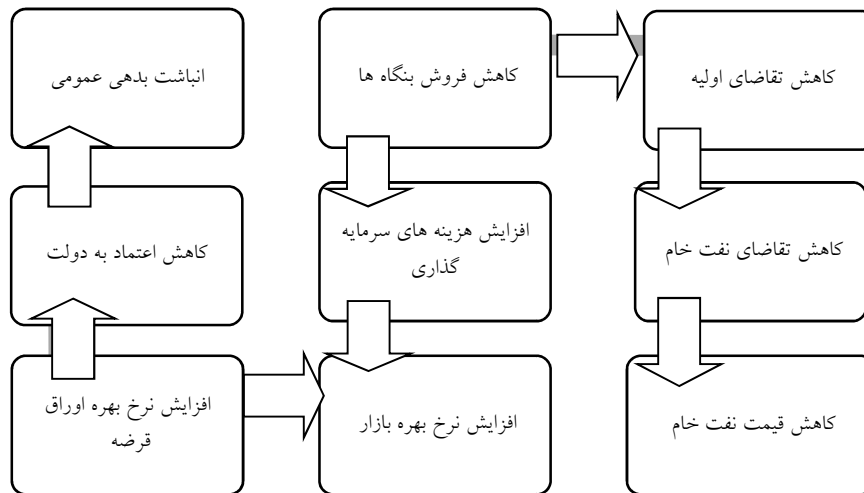 کاهش تقاضای اولیه
کاهش فروش بنگاه ها
انباشت بدهی عمومی
کاهش تقاضای نفت خام
افزایش هزینه های سرمایه
گذاری
کاهش اعتماد به دولت
کاهش قیمت نفت خام
افزایش نرخ بهره بازار
افزایش نرخ بهره اوراق
قرضه